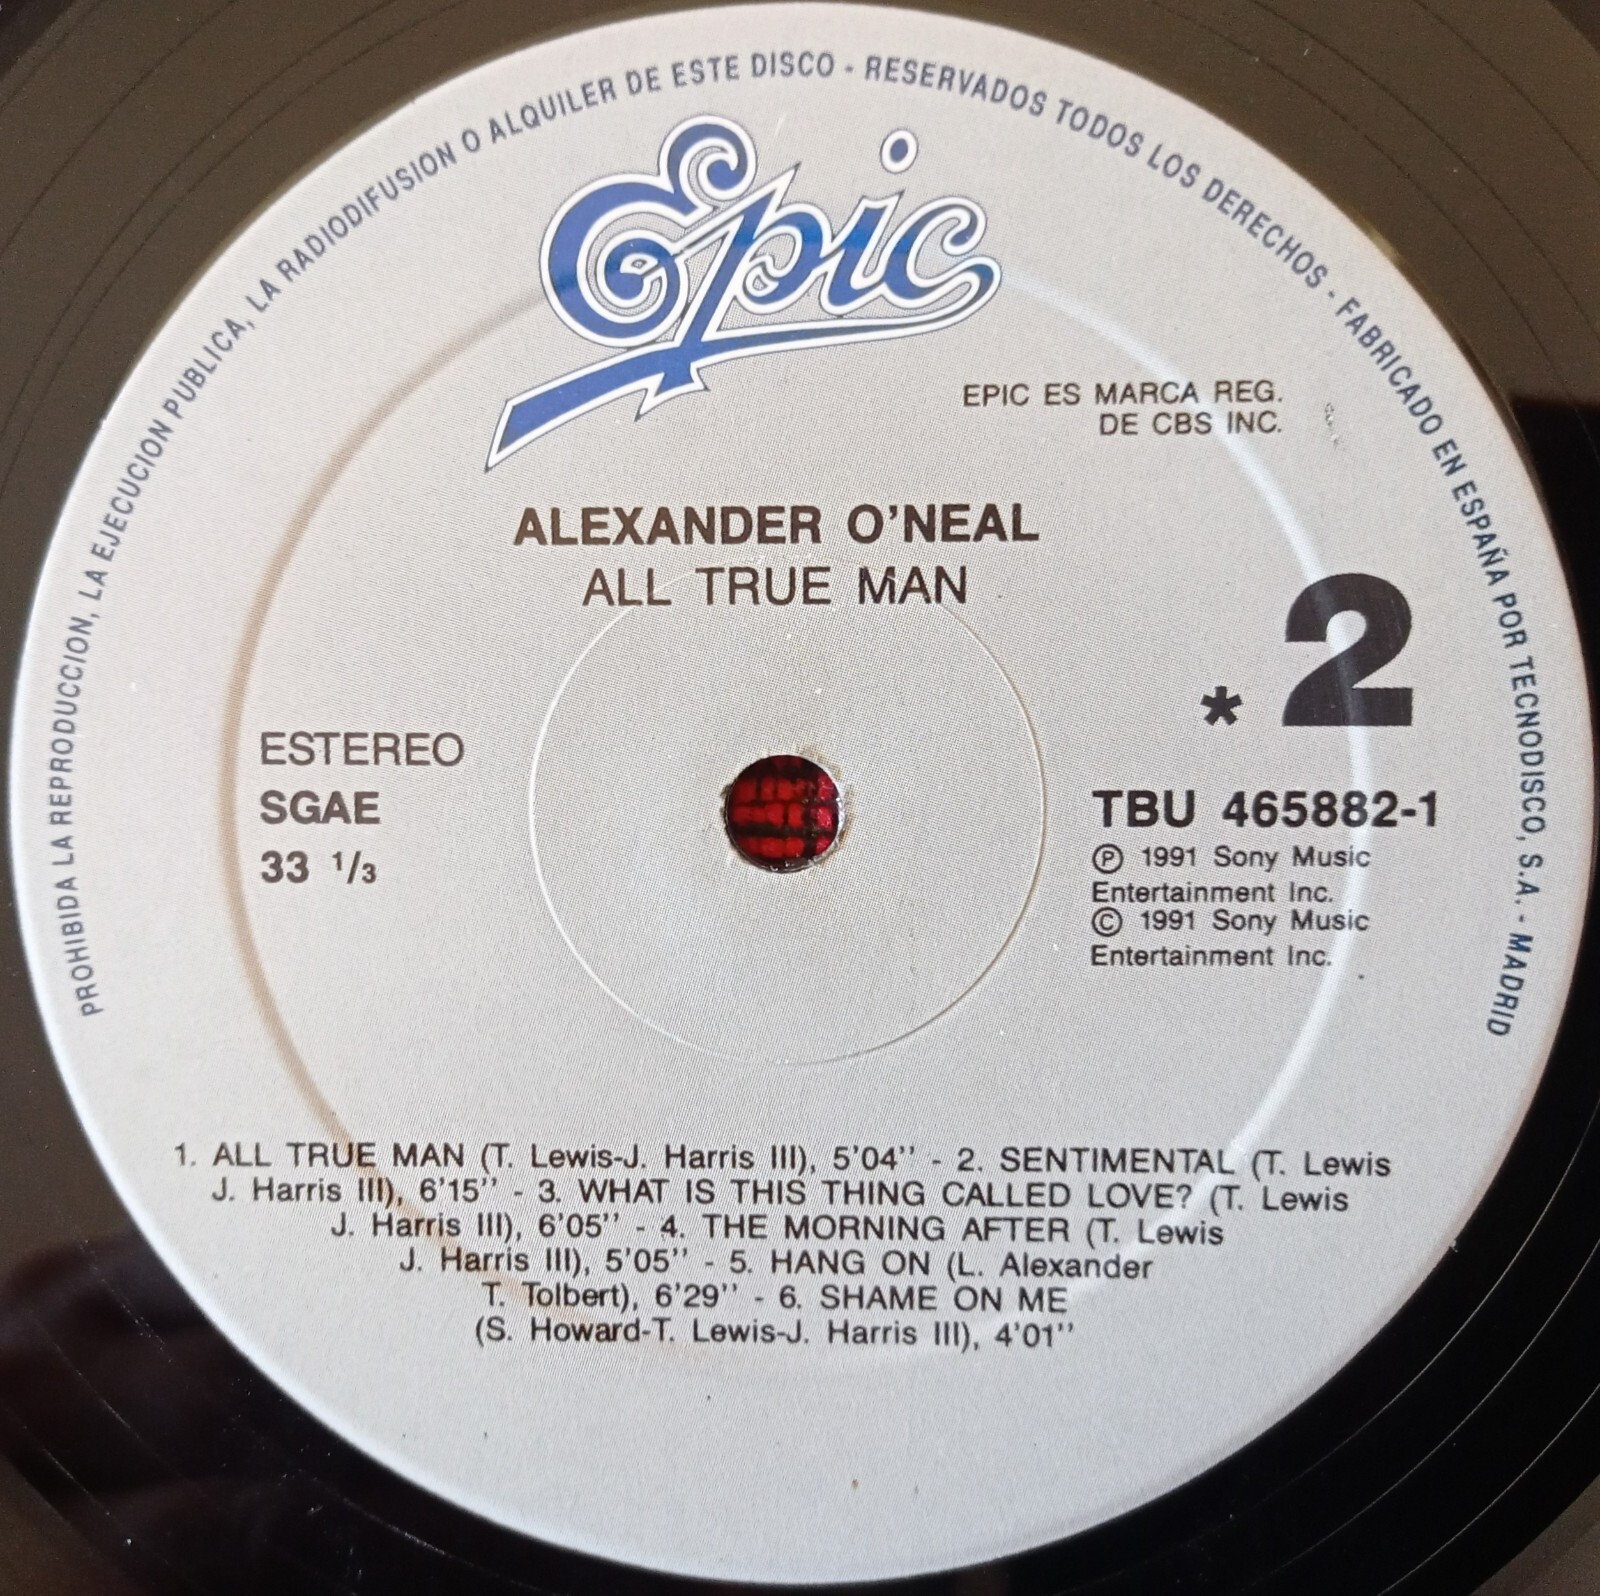 PROHIBIDA LA REPRODUCCION, LA EJECUCION PUBLICA, LA RADIODIFUSION O ALQUILER DE ESTE DISCO - RESERVADOS TODOS LOS DERECHOS - FABRICADO EN ESPAÑA POR TECNODISCO, S.A. - MADRID
Epic
EPIC ES MARCA REG.
DE CBS INC.
ALEXANDER O'NEAL
ALL TRUE MAN
* 2
ESTEREO
SGAE
33 1/3
TBU 465882-1
Ⓟ 1991 Sony Music
Entertainment Inc.
© 1991 Sony Music
Entertainment Inc.
1. ALL TRUE MAN (T. Lewis-J. Harris III), 5'04'' - 2. SENTIMENTAL (T. Lewis
J. Harris III), 6'15'' - 3. WHAT IS THIS THING CALLED LOVE? (T. Lewis
J. Harris III), 6'05'' - 4. THE MORNING AFTER (T. Lewis
J. Harris III), 5'05'' - 5. HANG ON (L. Alexander
T. Tolbert), 6'29'' - 6. SHAME ON ME
(S. Howard-T. Lewis-J. Harris III), 4'01''